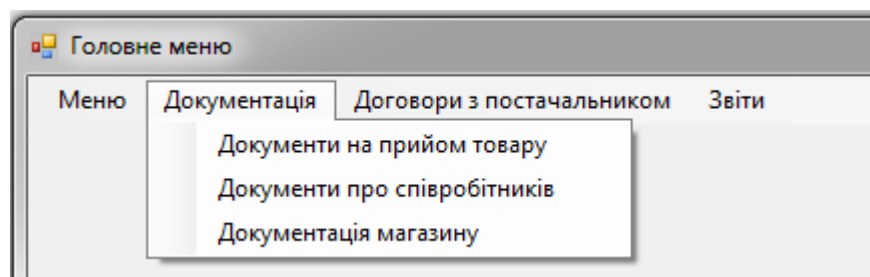 Головне меню
Меню Документація Договори з постачальником Звіти
Документи на прийом товару
Документи про співробітників
Документація магазину